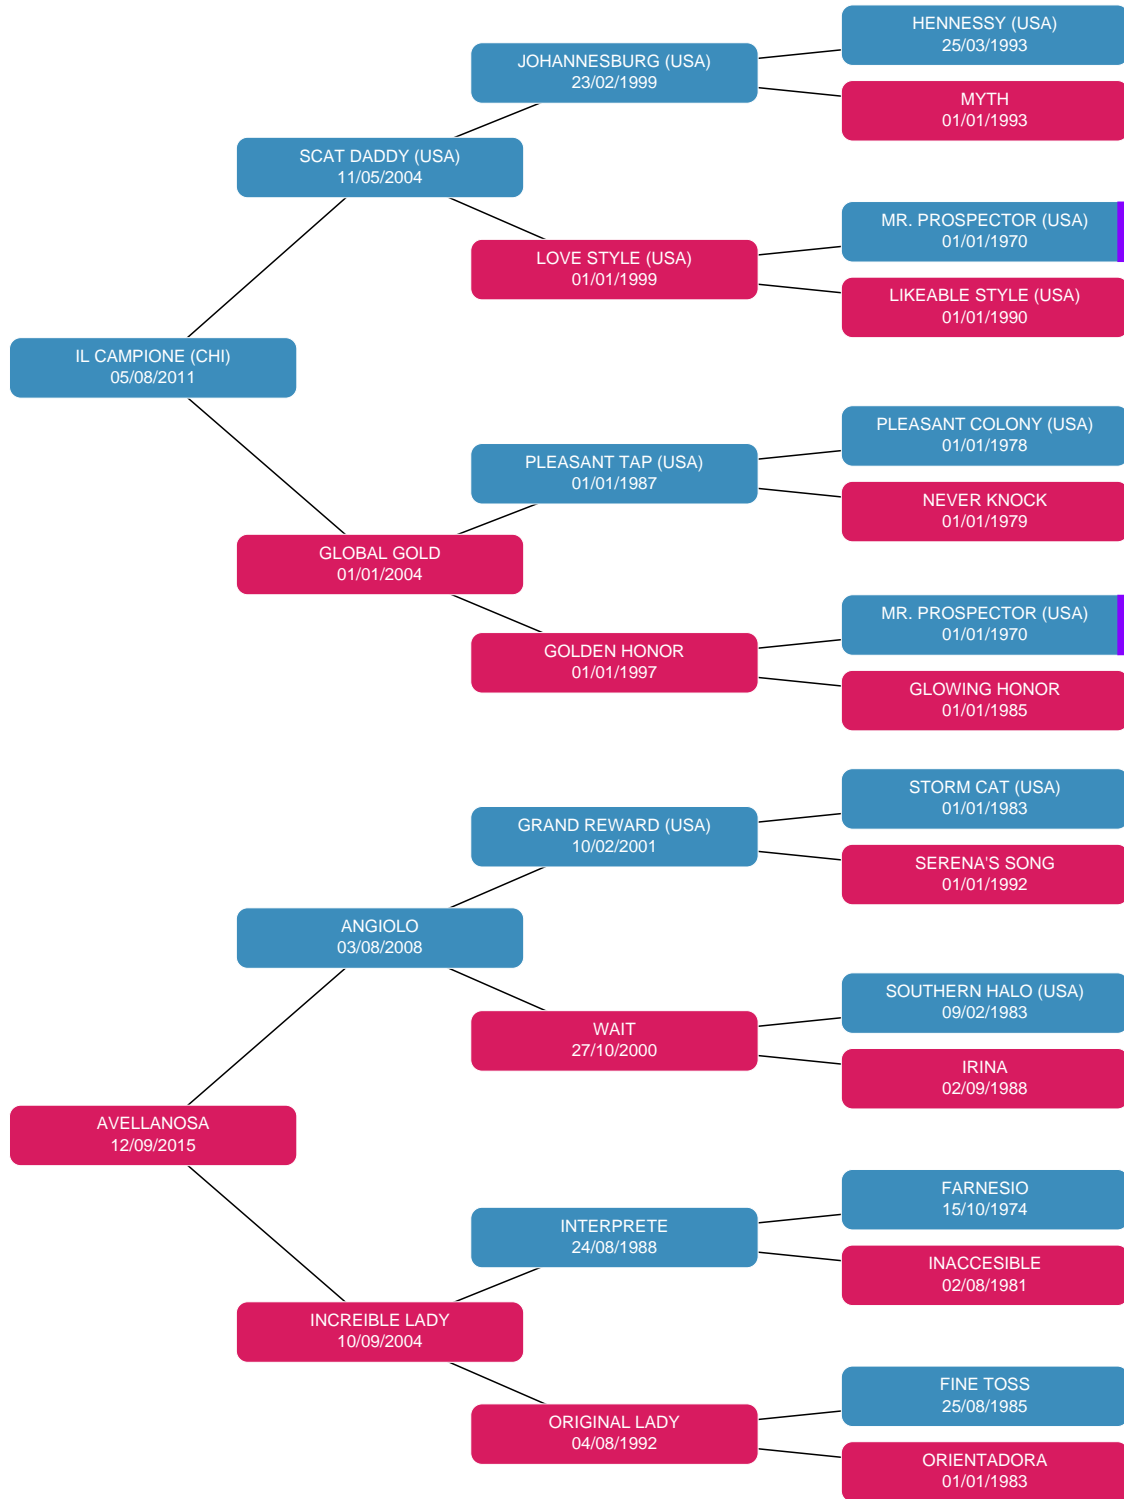 HENNESSY (USA)
25/03/1993
JOHANNESBURG (USA)
23/02/1999
MYTH
01/01/1993
SCAT DADDY (USA)
11/05/2004
MR. PROSPECTOR (USA)
01/01/1970
LOVE STYLE (USA)
01/01/1999
LIKEABLE STYLE (USA)
01/01/1990
IL CAMPIONE (CHI)
05/08/2011
PLEASANT COLONY (USA)
01/01/1978
PLEASANT TAP (USA)
01/01/1987
NEVER KNOCK
01/01/1979
GLOBAL GOLD
01/01/2004
MR. PROSPECTOR (USA)
01/01/1970
GOLDEN HONOR
01/01/1997
GLOWING HONOR
01/01/1985
STORM CAT (USA)
01/01/1983
GRAND REWARD (USA)
10/02/2001
SERENA'S SONG
01/01/1992
ANGIOLO
03/08/2008
SOUTHERN HALO (USA)
09/02/1983
WAIT
27/10/2000
IRINA
02/09/1988
AVELLANOSA
12/09/2015
FARNESIO
15/10/1974
INTERPRETE
24/08/1988
INACCESIBLE
02/08/1981
INCREIBLE LADY
10/09/2004
FINE TOSS
25/08/1985
ORIGINAL LADY
04/08/1992
ORIENTADORA
01/01/1983